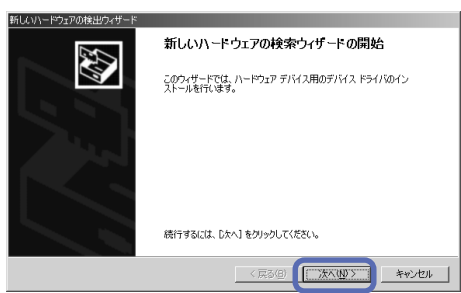 新しいハードウェアの検出ウィザード
新しいハードウェアの検索ウィザードの開始
このウィザードでは、ハードウェア デバイス用のデバイス ドライバのイン
ストールを行います。
続行するには、[次へ] をクリックしてください。
< 戻る(B)
次へ(N) >
キャンセル